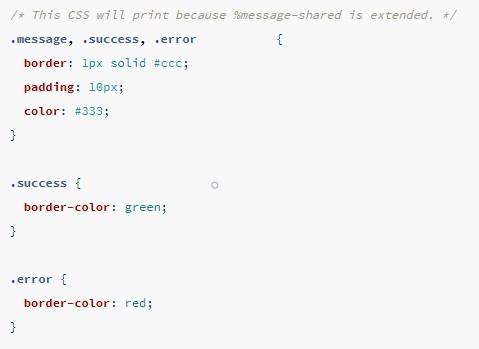 /* This CSS will print because %message-shared is extended. */
.message, .success, .error {
border: 1px solid #ccc;
padding: 10px;
color: #333;
}
.success {
border-color: green;
}
.error {
border-color: red;
}